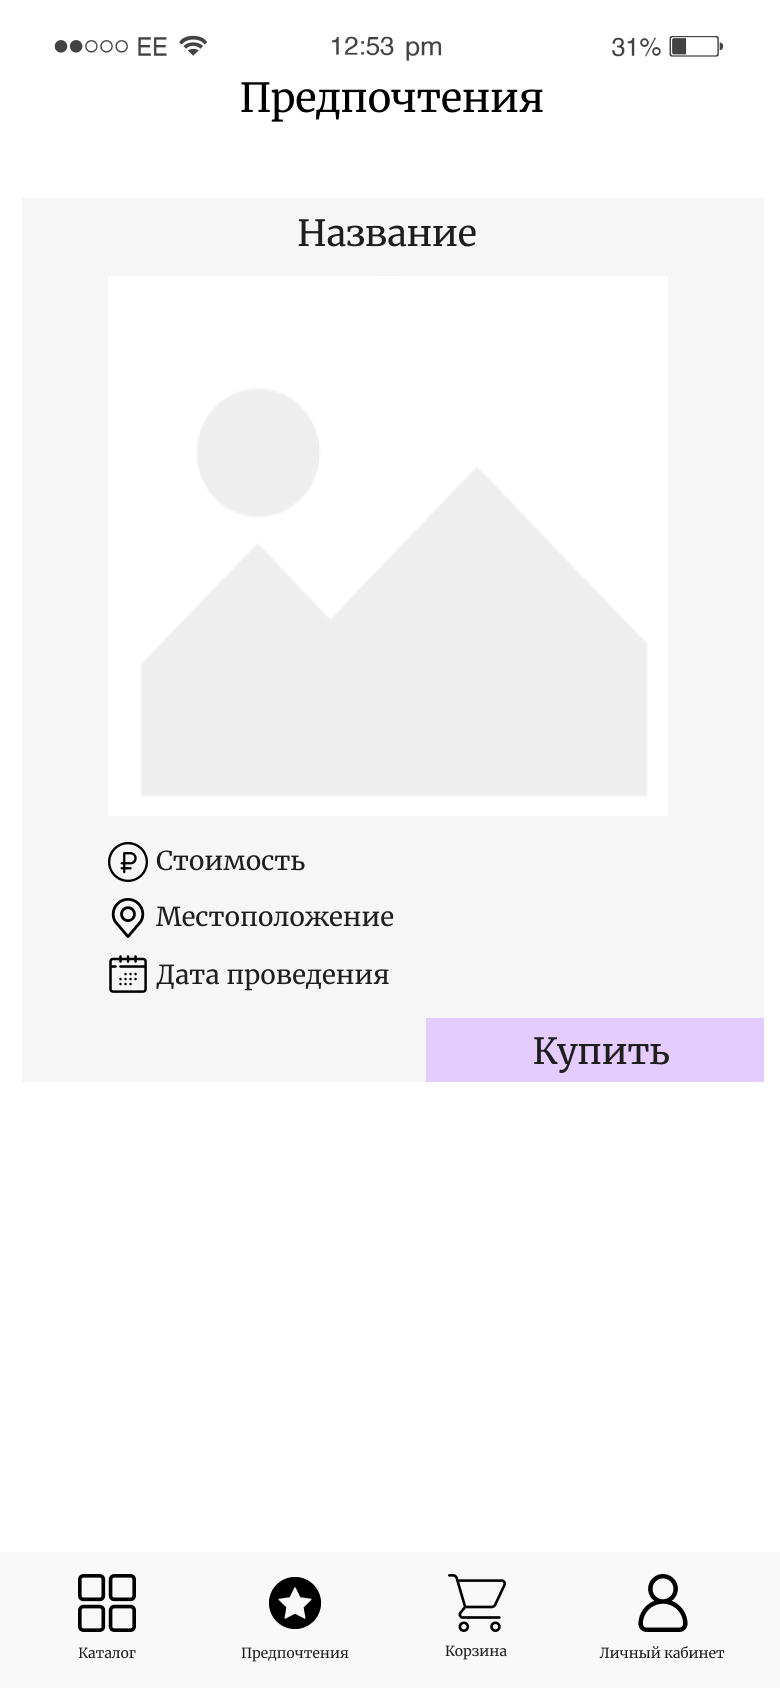 EE 12:53 pm 31%
Предпочтения
Название
Стоимость
Местоположение
Дата проведения
Купить
Каталог Предпочтения Корзина Личный кабинет